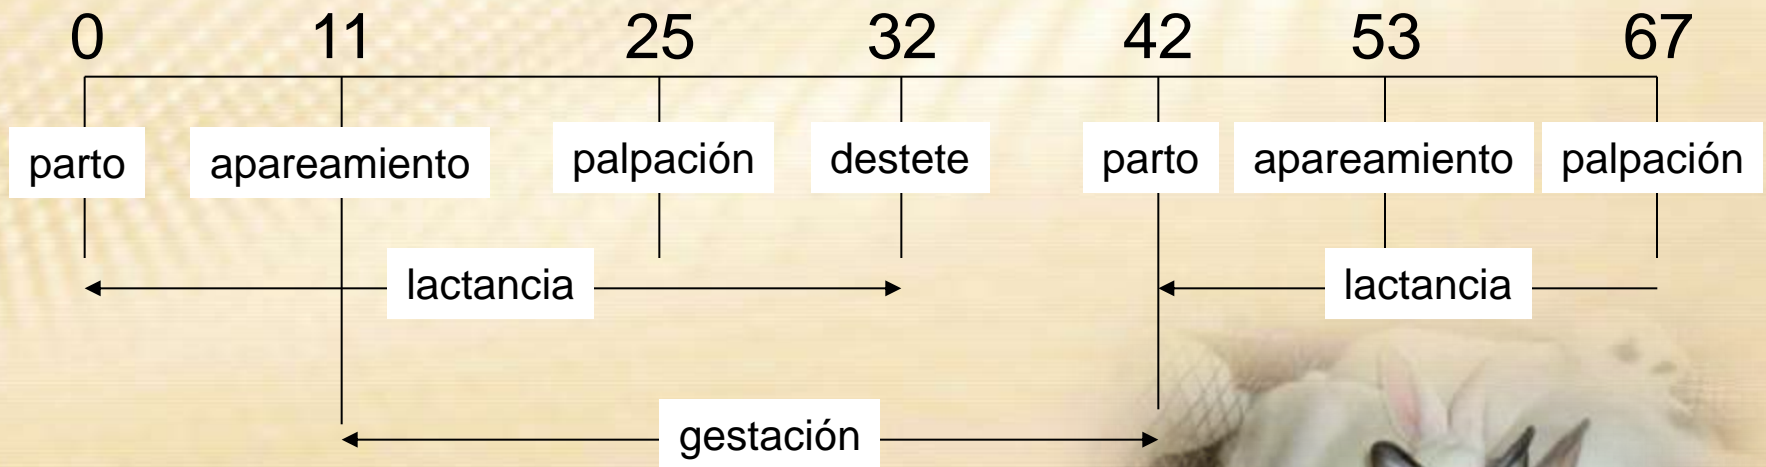 0 11 25 32 42 53 67
parto apareamiento palpación destete parto apareamiento palpación
lactancia lactancia
gestación